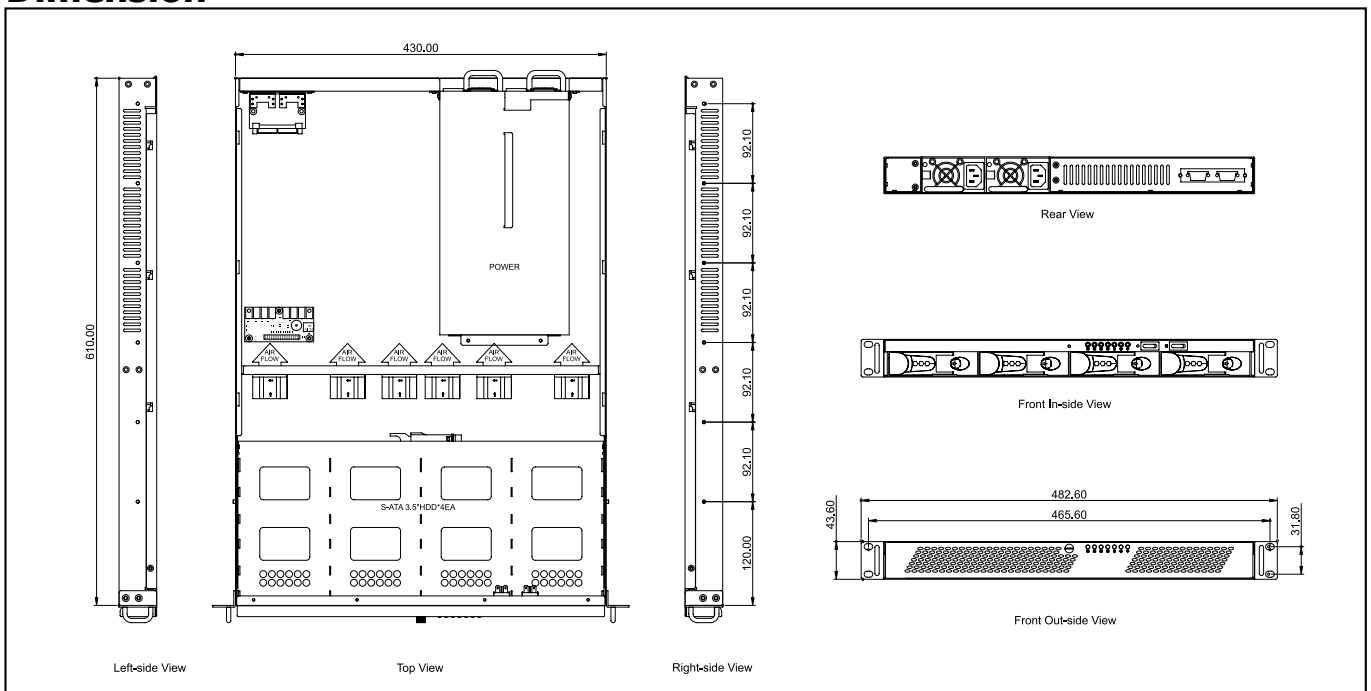 Dimension
430.00
610.00
POWER
AIR FLOW
AIR FLOW
AIR FLOW
AIR FLOW
AIR FLOW
AIR FLOW
S-ATA 3.5"HDD*4EA
92.10
92.10
92.10
92.10
92.10
120.00
Left-side View
Top View
Right-side View
Rear View
Front In-side View
482.60
465.60
43.60
31.80
Front Out-side View